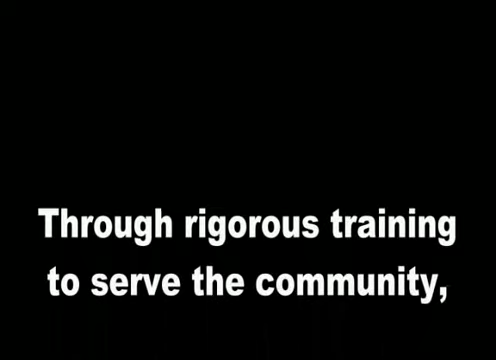 Through rigorous training
to serve the community,